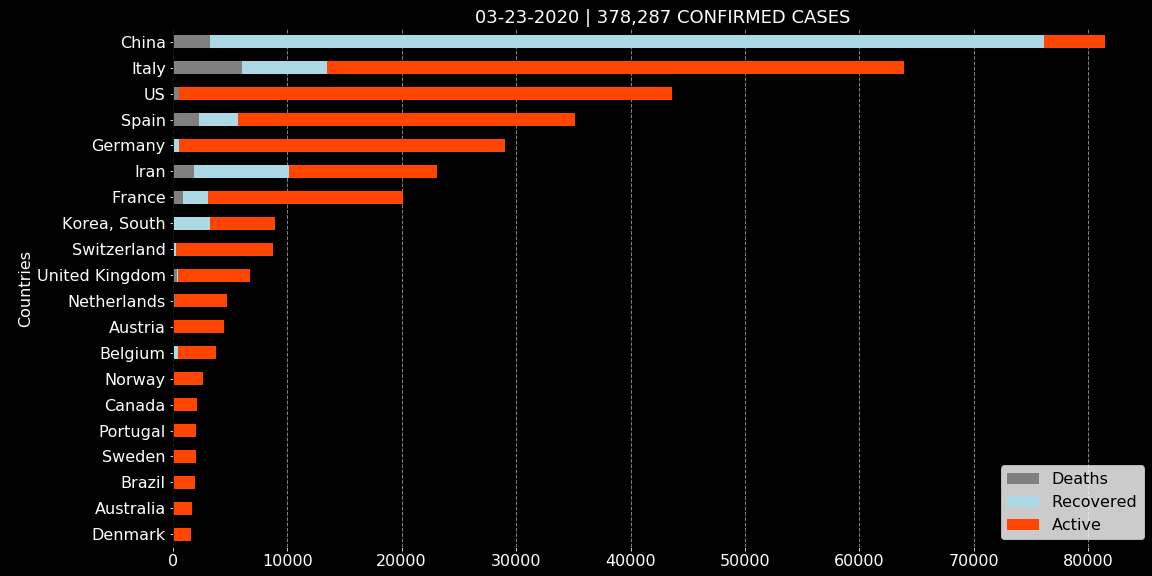 03-23-2020 | 378,287 CONFIRMED CASES
Countries
China
Italy
US
Spain
Germany
Iran
France
Korea, South
Switzerland
United Kingdom
Netherlands
Austria
Belgium
Norway
Canada
Portugal
Sweden
Brazil
Australia
Denmark
0 10000 20000 30000 40000 50000 60000 70000 80000
Deaths
Recovered
Active